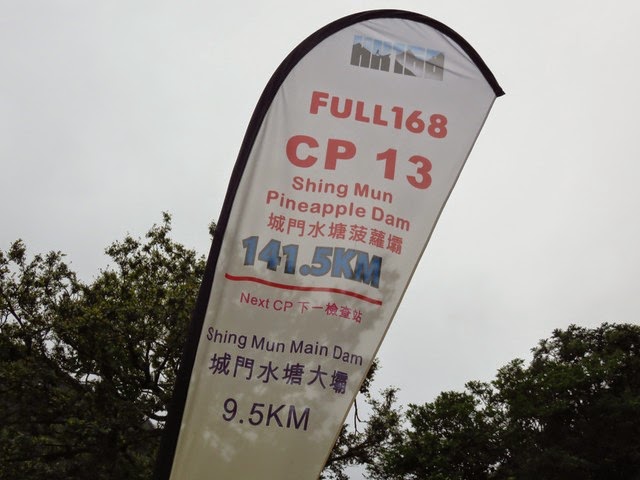 HK168
FULL168
CP 13
Shing Mun
Pineapple Dam
城門水塘菠蘿壩
141.5KM
Next CP 下一檢查站
Shing Mun Main Dam
城門水塘大壩
9.5KM